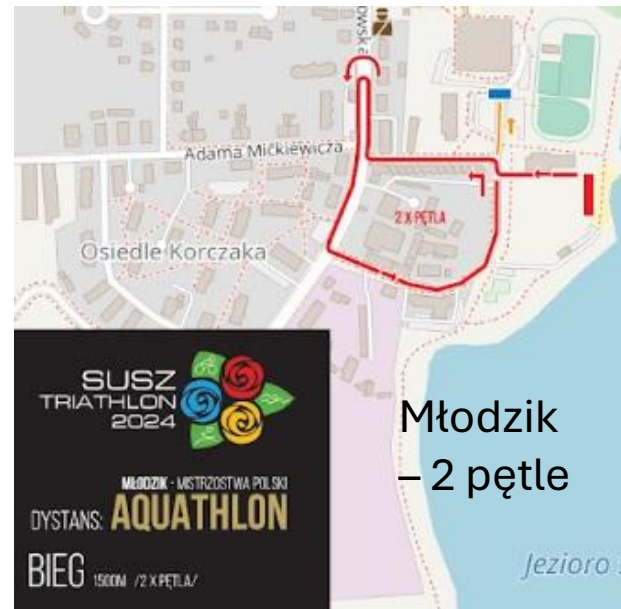 OWSKA
Adama Mickiewicza
2 X PĘTLA
Osiedle Korczaka
SUSZ
TRIATHLON
2024
MŁODZIK - MISTRZOSTWA POLSKI
DYSTANS: AQUATHLON
BIEG 1500M /2 X PĘTLA/
Młodzik
– 2 pętle
Jezioro